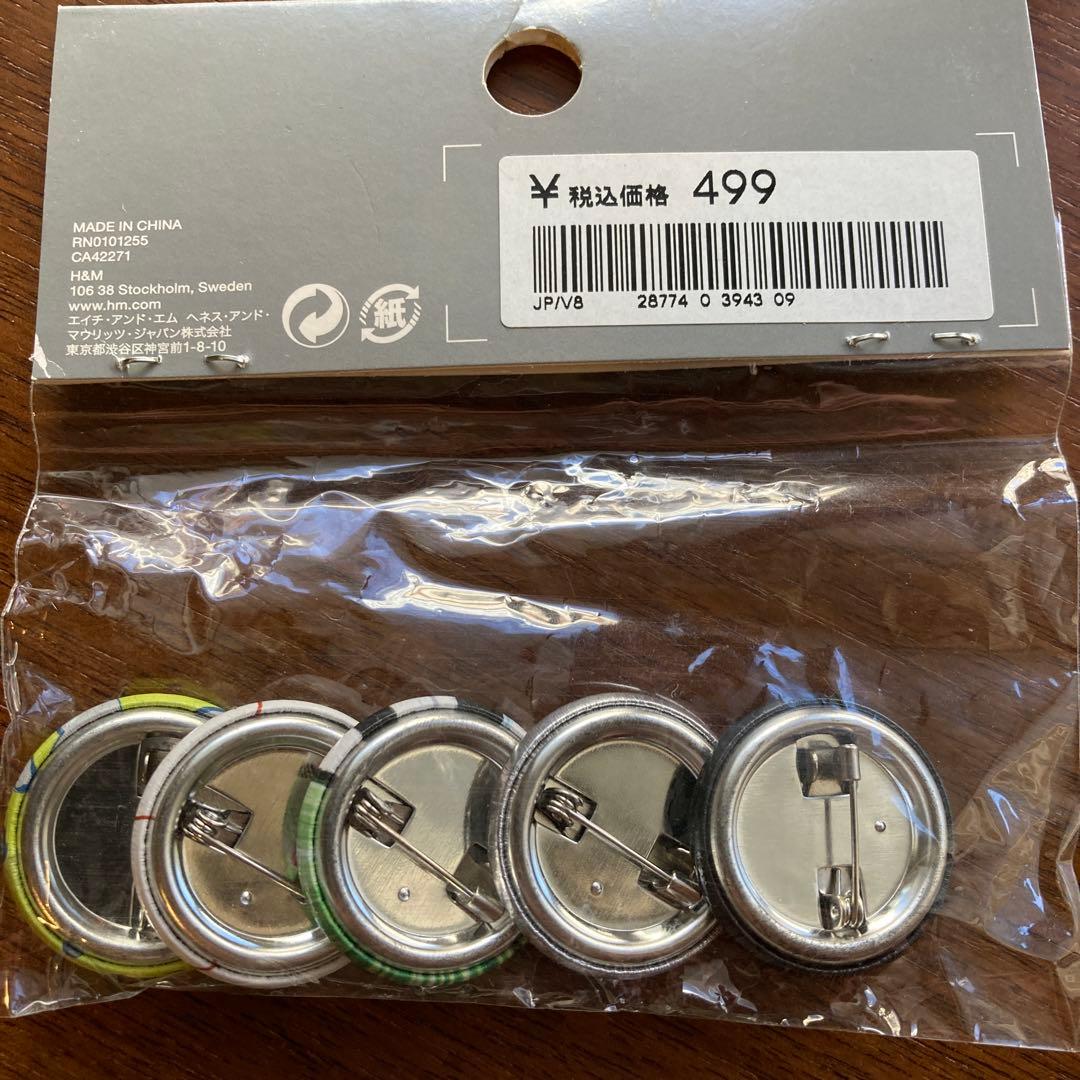 ¥ 税込価格 499
JP/V8 28774 0 3943 09
MADE IN CHINA
RN0101255
CA42271
H&M
106 38 Stockholm, Sweden
www.hm.com
エイチ・アンド・エム ヘネス・アンド・
マウリッツ・ジャパン株式会社
東京都渋谷区神宮前1-8-10
紙